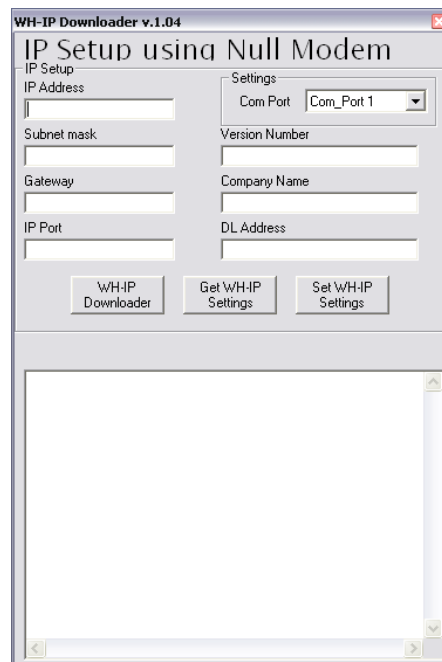 WH-IP Downloader v.1.04
IP Setup using Null Modem
IP Setup
IP Address
Settings
Com Port Com_Port 1
Subnet mask
Version Number
Gateway
Company Name
IP Port
DL Address
WH-IP Downloader
Get WH-IP Settings
Set WH-IP Settings